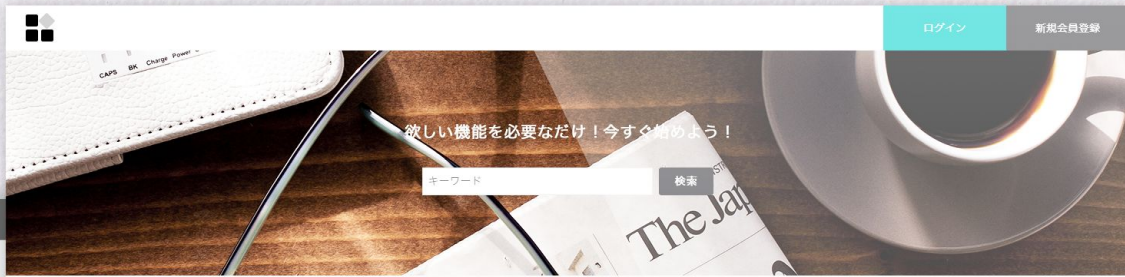 ログイン
新規会員登録
CAPS BK Charge Power
欲しい機能を必要なだけ！今すぐ始めよう！
キーワード
検索
The Jap